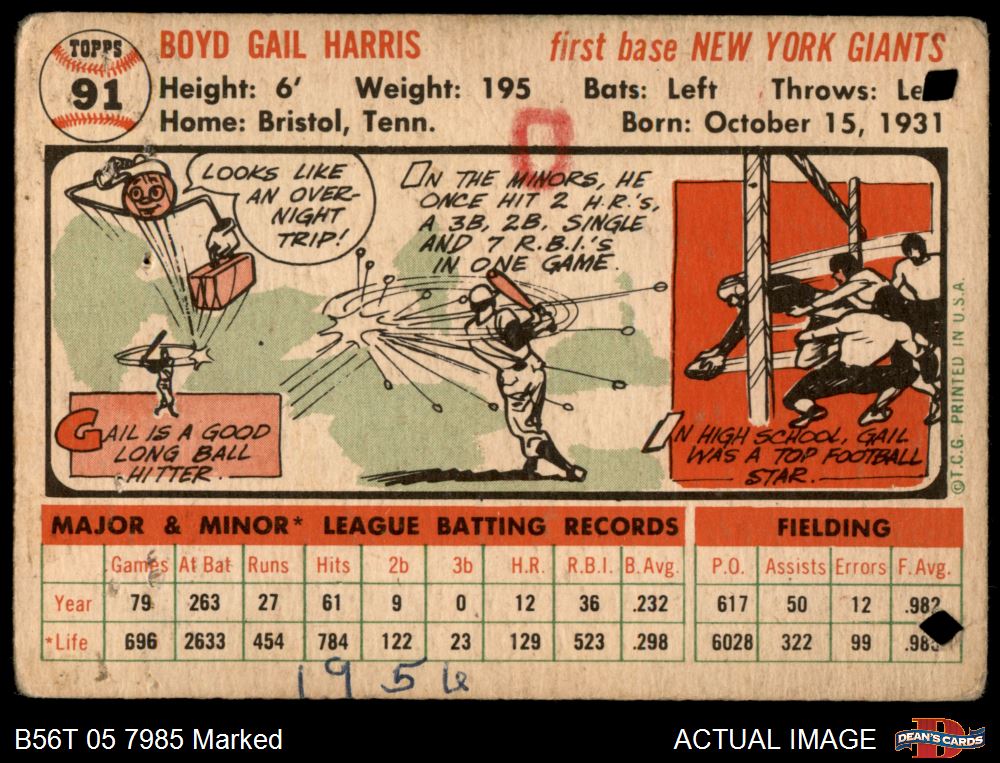 TOPPS
91
BOYD GAIL HARRIS first base NEW YORK GIANTS
Height: 6' Weight: 195 Bats: Left Throws: Le
Home: Bristol, Tenn. Born: October 15, 1931
LOOKS LIKE
AN OVER-
NIGHT
TRIP!
GAIL IS A GOOD
LONG BALL
HITTER.
IN THE MINORS, HE
ONCE HIT 2 H.R.'s,
A 3B, 2B, SINGLE
AND 7 R.B.I.'s
IN ONE GAME.
IN HIGH SCHOOL, GAIL
WAS A TOP FOOTBALL
STAR.
©T.C.G. PRINTED IN U.S.A.
MAJOR & MINOR* LEAGUE BATTING RECORDS FIELDING
Games At Bat Runs Hits 2b 3b H.R. R.B.I. B.Avg. P.O. Assists Errors F.Avg.
Year 79 263 27 61 9 0 12 36 .232 617 50 12 .982
*Life 696 2633 454 784 122 23 129 523 .298 6028 322 99
1956
B56T 05 7985 Marked ACTUAL IMAGE DEAN'S CARDS